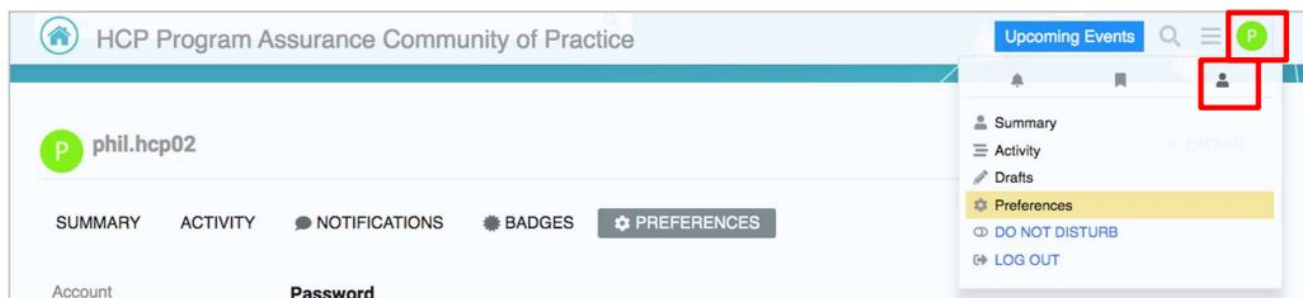 HCP Program Assurance Community of Practice
Upcoming Events
P
P
phil.hcp02
SUMMARY
ACTIVITY
NOTIFICATIONS
BADGES
PREFERENCES
Summary
Activity
Drafts
Preferences
DO NOT DISTURB
LOG OUT
EXPAND
Account
Password